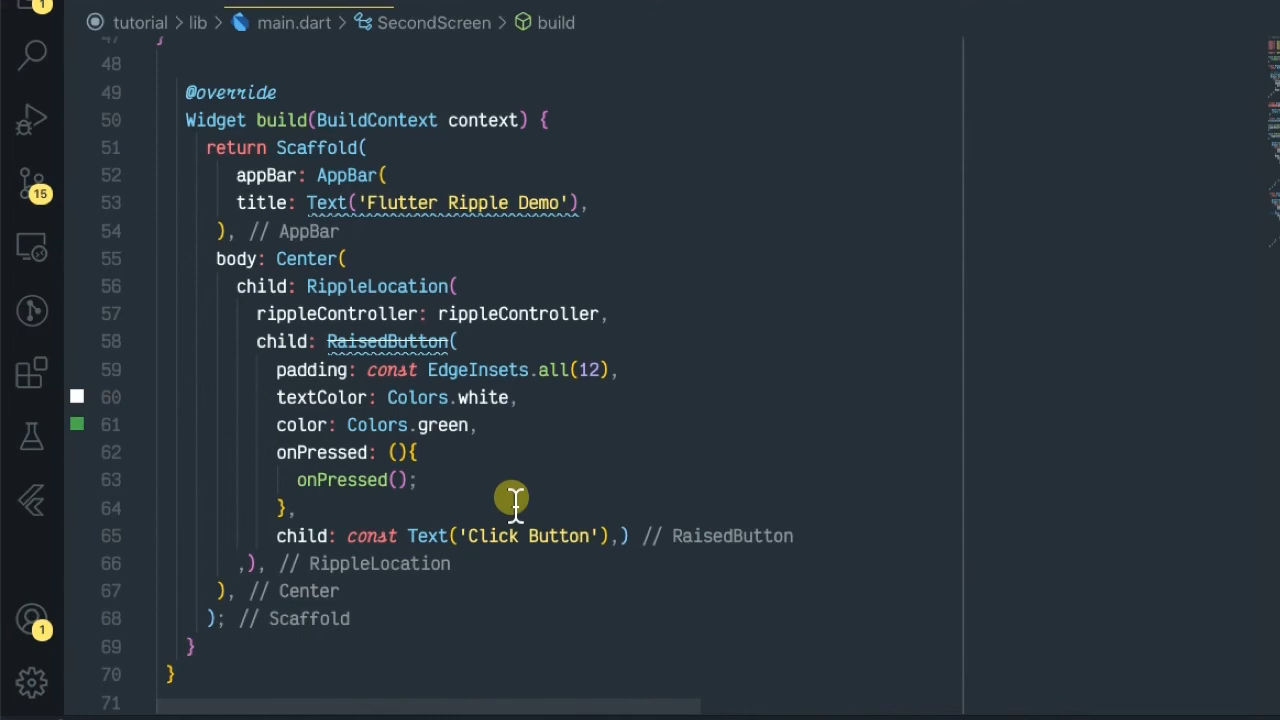 1
tutorial > lib > main.dart > SecondScreen > build
47 }
48
49 @override
50 Widget build(BuildContext context) {
51 return Scaffold(
52 appBar: AppBar(
53 title: Text('Flutter Ripple Demo'),
54 ), // AppBar
55 body: Center(
56 child: RippleLocation(
57 rippleController: rippleController,
58 child: RaisedButton(
59 padding: const EdgeInsets.all(12),
60 textColor: Colors.white,
61 color: Colors.green,
62 onPressed: (){
63 onPressed();
64 },
65 child: const Text('Click Button'),) // RaisedButton
66 ,), // RippleLocation
67 ), // Center
68 ); // Scaffold
69 }
70 }
71
15
1